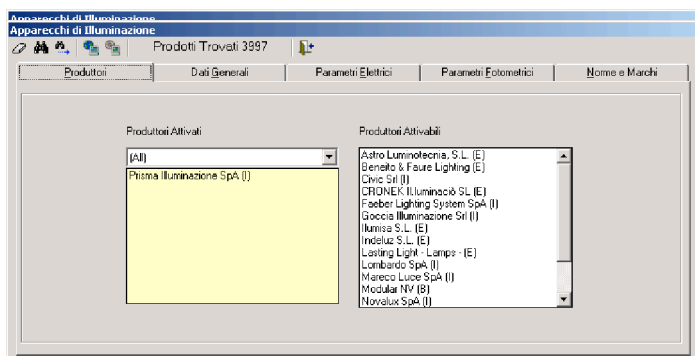 Apparecchi di Illuminazione
Apparecchi di Illuminazione
Prodotti Trovati 3997
Produttori
Dati Generali
Parametri Elettrici
Parametri Fotometrici
Norme e Marchi
Produttori Attivati
Produttori Attivabili
(All)
Prisma Illuminazione SpA (I)
Astro Luminotecnia, S.L. (E)
Beneito & Faure Lighting (E)
Civic Srl (I)
CRONEK Il.luminació SL (E)
Faeber Lighting System SpA (I)
Goccia Illuminazione Srl (I)
Ilumisa S.L. (E)
Indeluz S.L. (E)
Lasting Light - Lamps - (E)
Lombardo SpA (I)
Mareco Luce SpA (I)
Modular NV (B)
Novalux SpA (I)